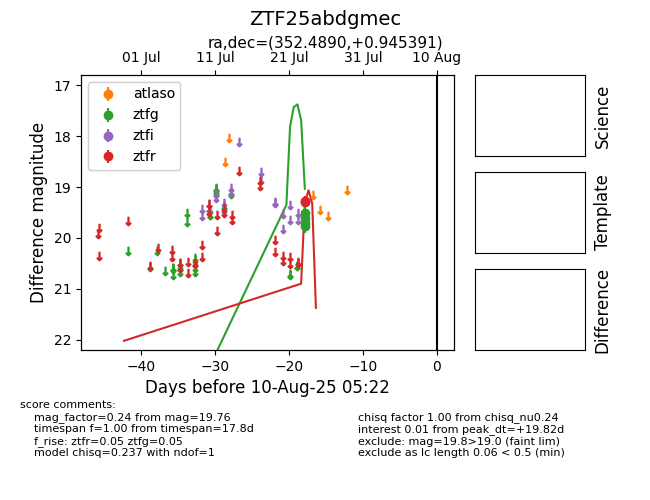 ZTF25abdgmec
ra,dec=(352.4890,+0.945391)
01 Jul 11 Jul 21 Jul 31 Jul 10 Aug
atlaso
ztfg
ztfi
ztfr
17
18
19
20
21
22
Difference magnitude
−40 −30 −20 −10 0
Days before 10-Aug-25 05:22
Science
Template
Difference
score comments:
mag_factor=0.24 from mag=19.76
timespan f=1.00 from timespan=17.8d
f_rise: ztfr=0.05 ztfg=0.05
model chisq=0.237 with ndof=1
chisq factor 1.00 from chisq_nu0.24
interest 0.01 from peak_dt=+19.82d
exclude: mag=19.8>19.0 (faint lim)
exclude as lc length 0.06 < 0.5 (min)